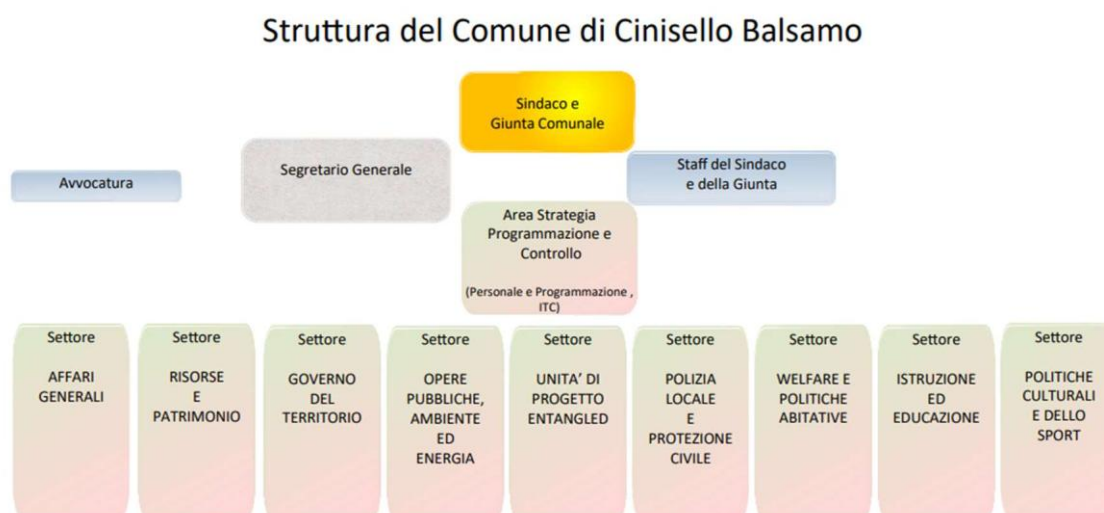 Struttura del Comune di Cinisello Balsamo
Sindaco e
Giunta Comunale
Avvocatura
Segretario Generale
Staff del Sindaco
e della Giunta
Area Strategia
Programmazione e
Controllo
(Personale e Programmazione ,
ITC)
Settore
AFFARI
GENERALI
Settore
RISORSE
E
PATRIMONIO
Settore
GOVERNO
DEL
TERRITORIO
Settore
OPERE
PUBBLICHE,
AMBIENTE
ED
ENERGIA
Settore
UNITA’ DI
PROGETTO
ENTANGLED
Settore
POLIZIA
LOCALE
E
PROTEZIONE
CIVILE
Settore
WELFARE E
POLITICHE
ABITATIVE
Settore
ISTRUZIONE
ED
EDUCAZIONE
Settore
POLITICHE
CULTURALI
E DELLO
SPORT